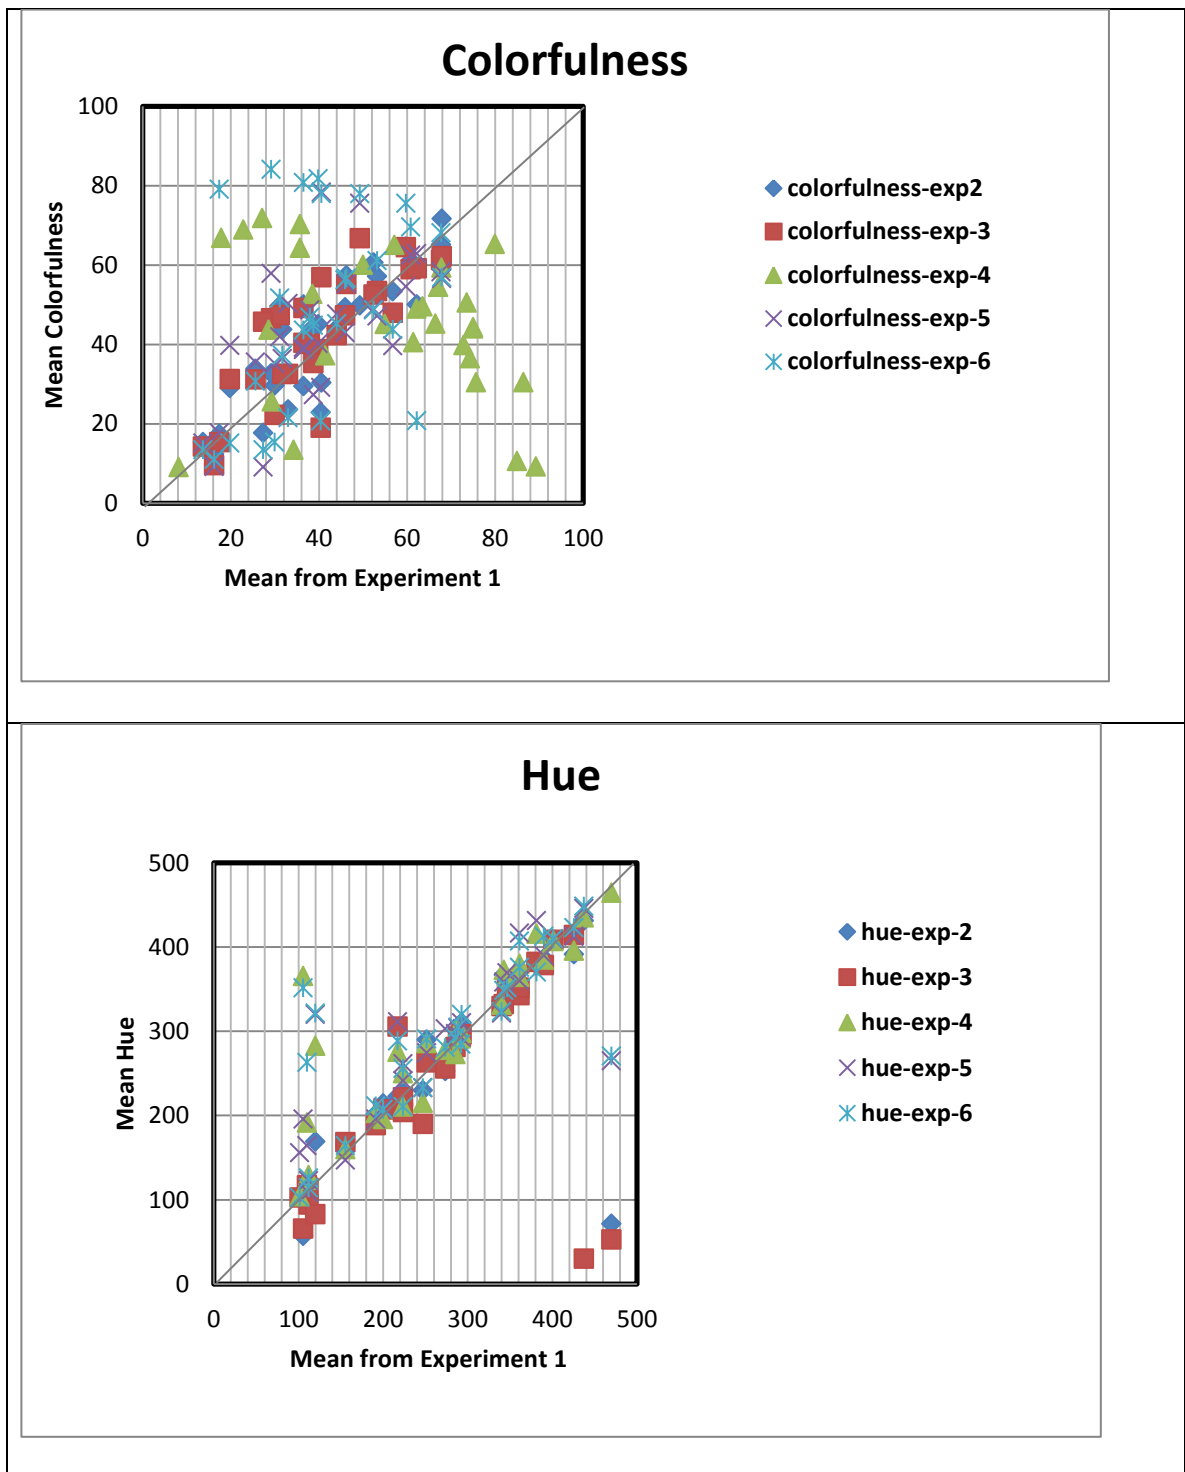 Colorfulness
100
80
60
40
20
0
Mean Colorfulness
0 20 40 60 80 100
Mean from Experiment 1
colorfulness-exp2
colorfulness-exp-3
colorfulness-exp-4
colorfulness-exp-5
colorfulness-exp-6
Hue
500
400
300
200
100
0
Mean Hue
0 100 200 300 400 500
Mean from Experiment 1
hue-exp-2
hue-exp-3
hue-exp-4
hue-exp-5
hue-exp-6